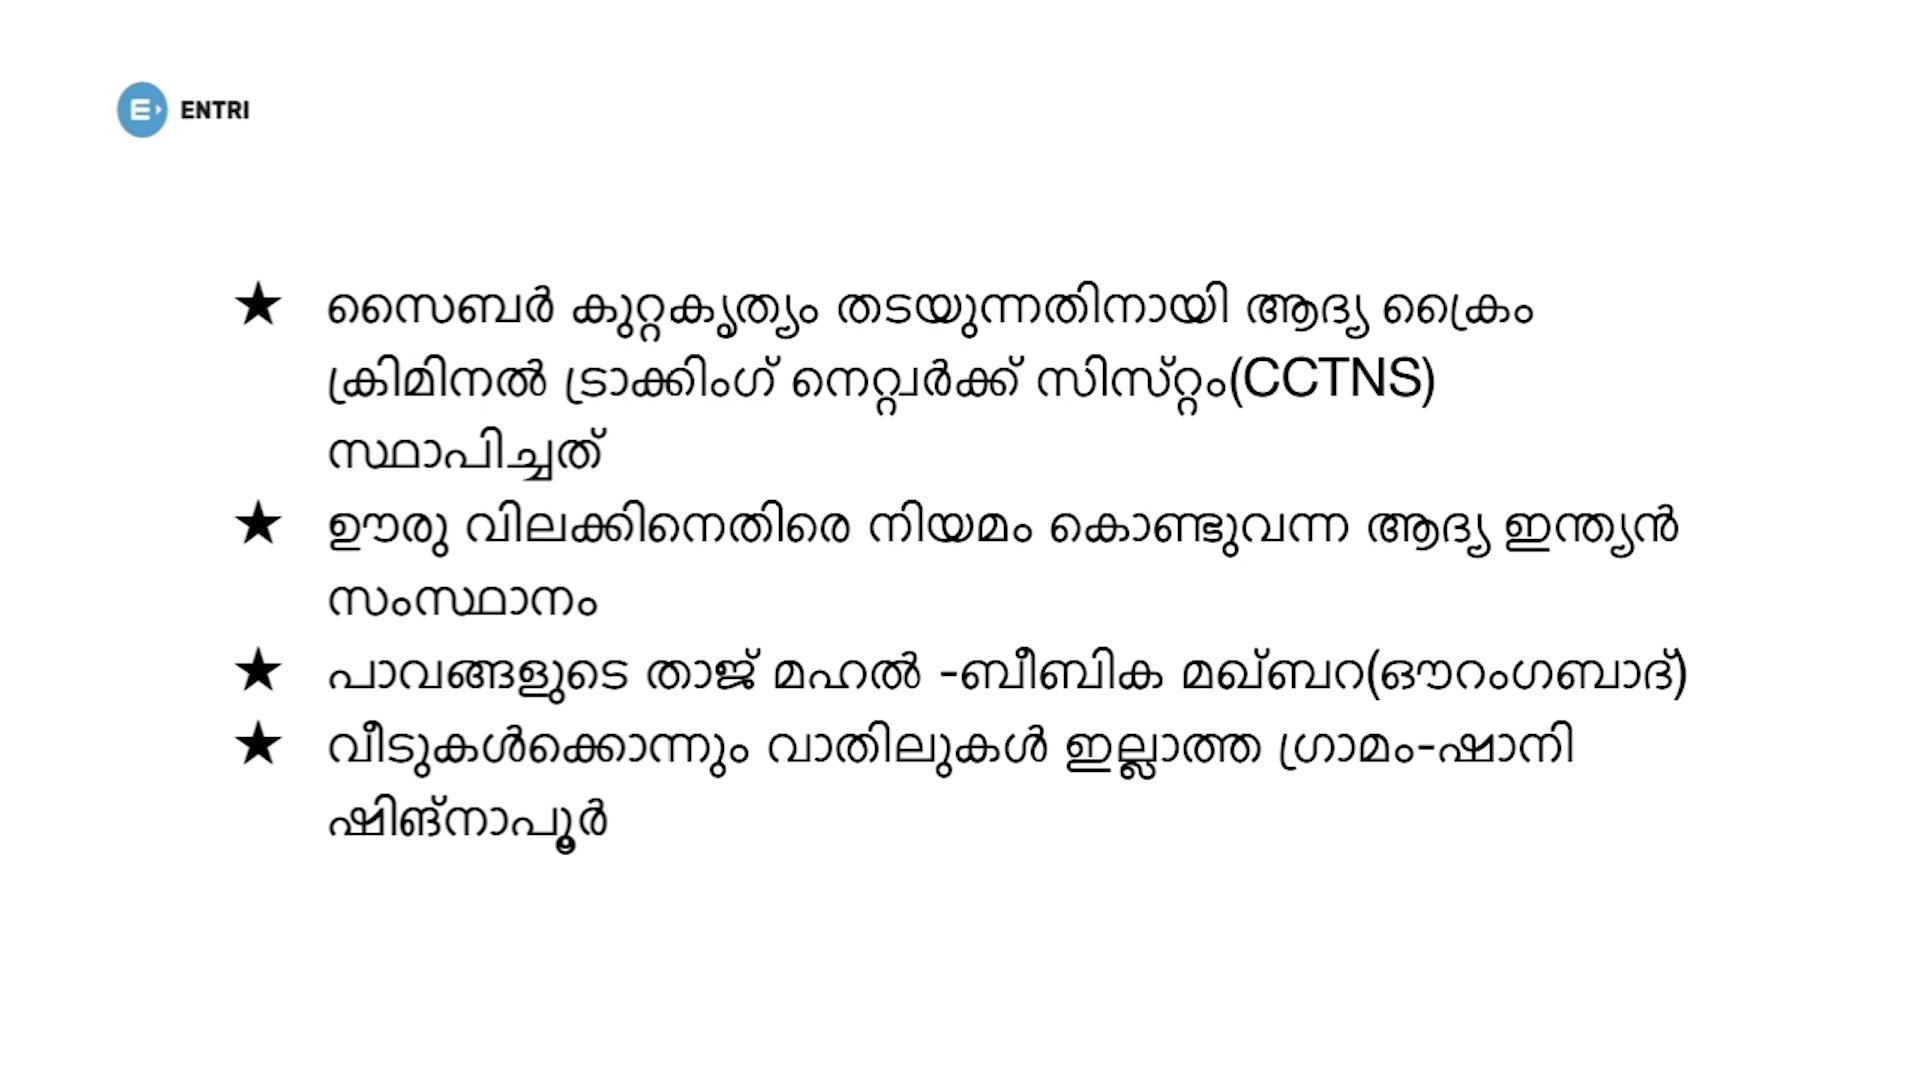 ENTRI
★ സൈബർ കുറ്റകൃത്യം തടയുന്നതിനായി ആദ്യ ക്രൈം
ക്രിമിനൽ ട്രാക്കിംഗ് നെറ്റ്വർക്ക് സിസ്റ്റം(CCTNS)
സ്ഥാപിച്ചത്
★ ഊരു വിലക്കിനെതിരെ നിയമം കൊണ്ടുവന്ന ആദ്യ ഇന്ത്യൻ
സംസ്ഥാനം
★ പാവങ്ങളുടെ താജ് മഹൽ -ബീബിക മഖ്ബറ(ഔറംഗബാദ്)
★ വീടുകൾക്കൊന്നും വാതിലുകൾ ഇല്ലാത്ത ഗ്രാമം-ഷാനി
ഷിങ്നാപൂർ